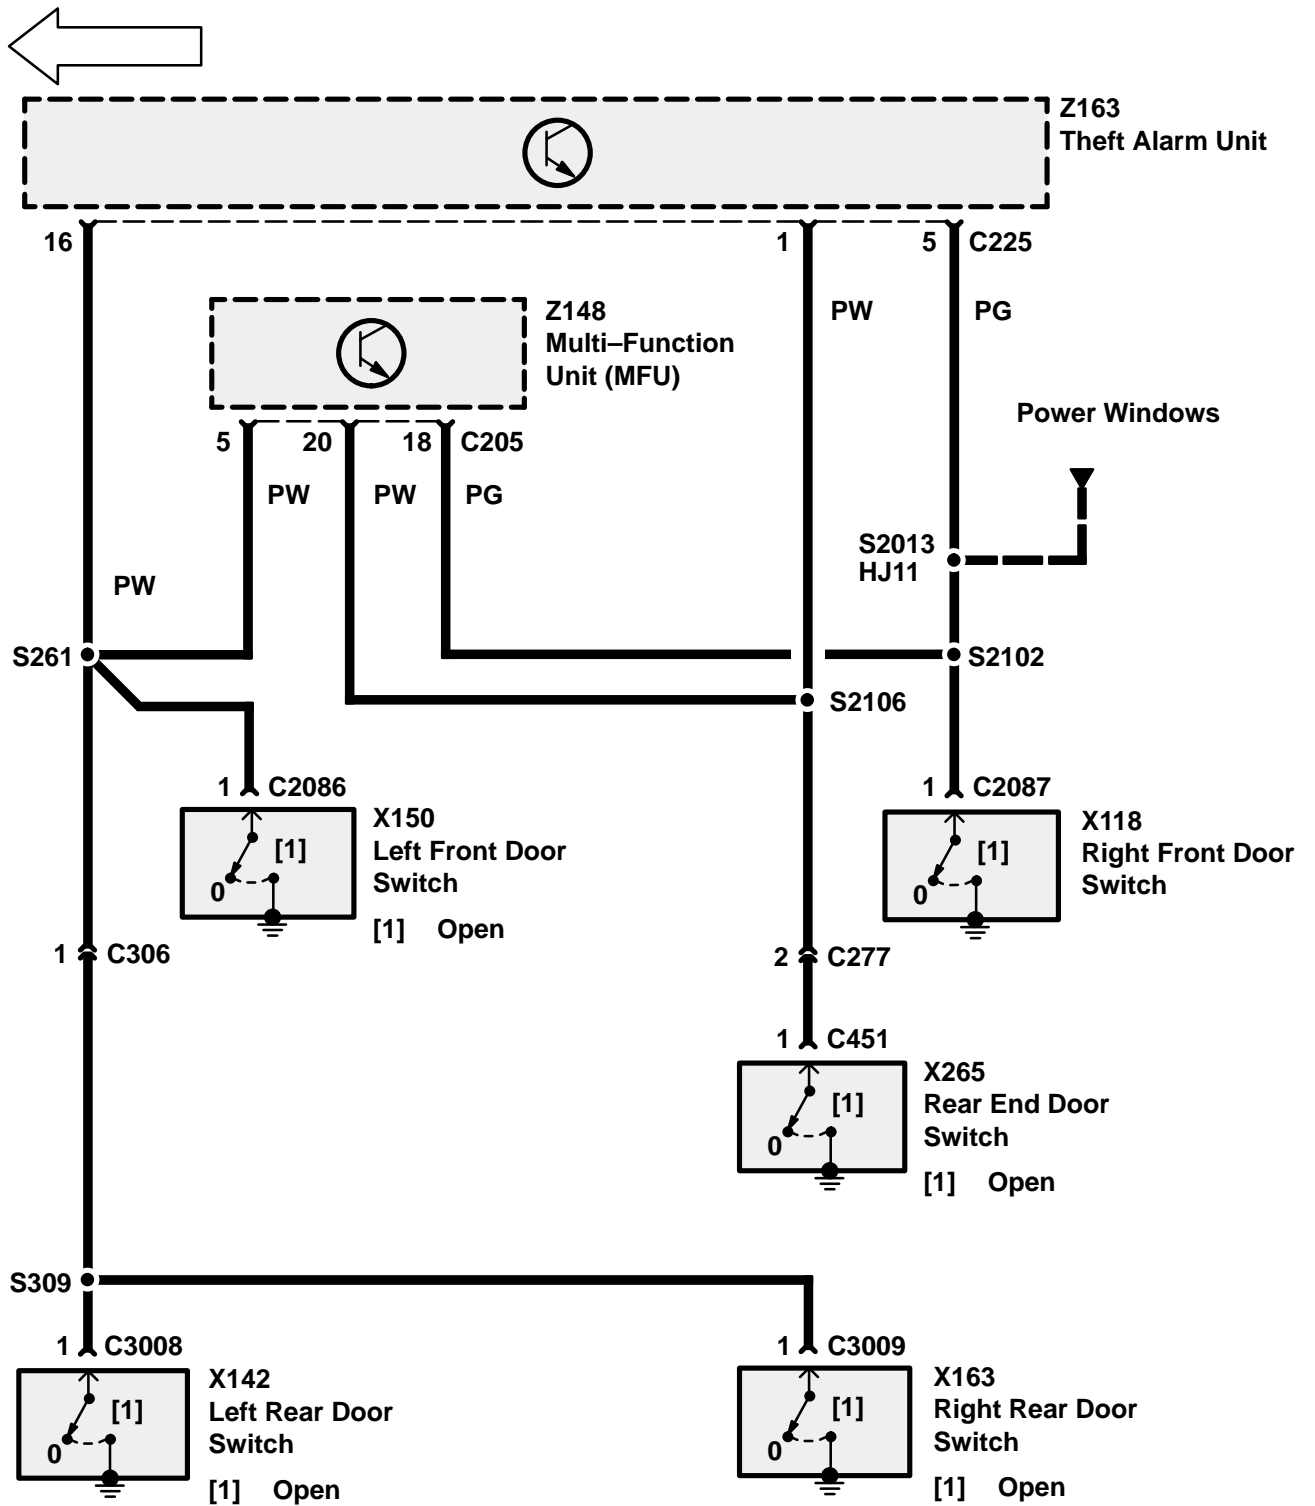 Z163
Theft Alarm Unit
16
1
5 C225
PW
PG
Z148
Multi–Function
Unit (MFU)
Power Windows
5
20
18 C205
PW
PW
PG
S2013
HJ11
PW
S261
S2102
S2106
1 C2086
1 C2087
X150
Left Front Door
Switch
[1] Open
[1]
0
X118
Right Front Door
Switch
[1]
0
1 C306
2 C277
1 C451
X265
Rear End Door
Switch
[1] Open
[1]
0
S309
1 C3008
1 C3009
X142
Left Rear Door
Switch
[1] Open
[1]
0
X163
Right Rear Door
Switch
[1] Open
[1]
0